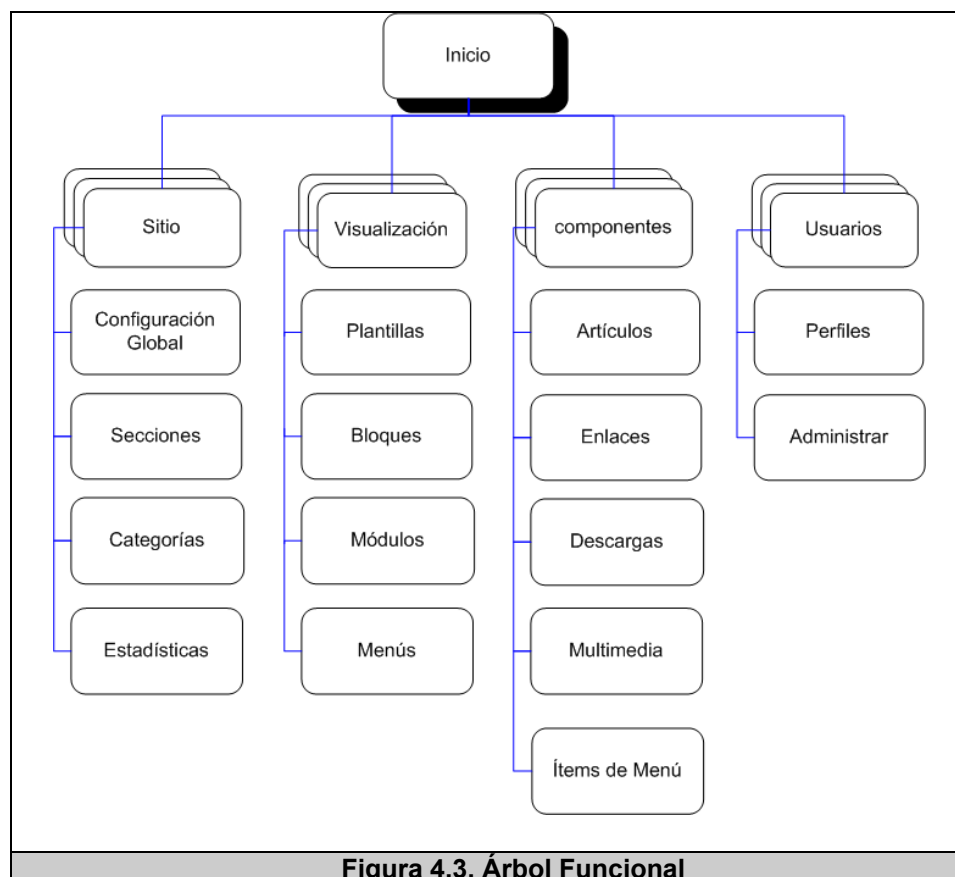 Inicio
Sitio
Visualización
componentes
Usuarios
Configuración
Global
Plantillas
Artículos
Perfiles
Secciones
Bloques
Enlaces
Administrar
Categorías
Módulos
Descargas
Estadísticas
Menús
Multimedia
Ítems de Menú
Figura 4.3. Árbol Funcional